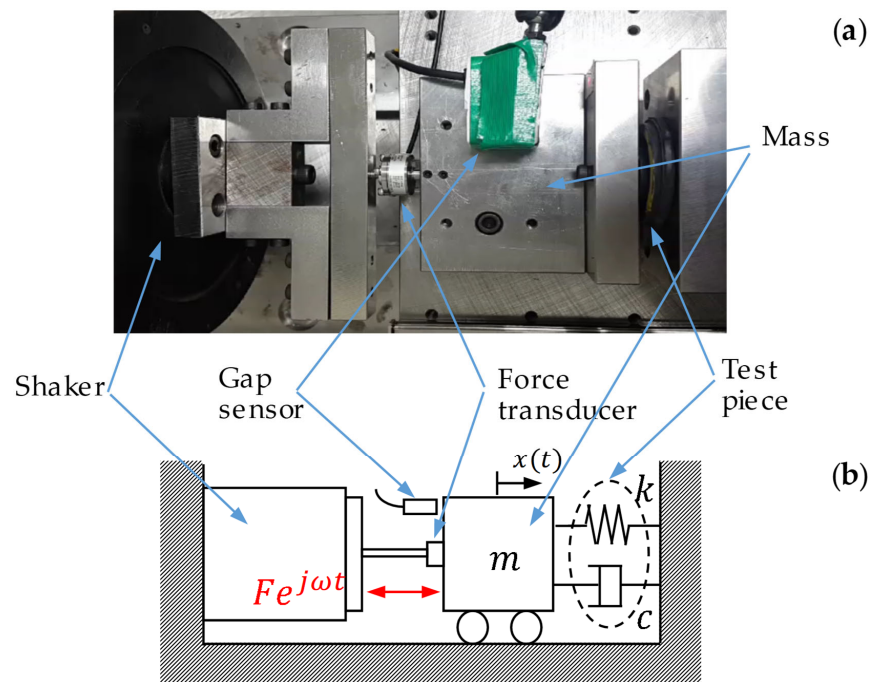 (a)
Mass
Shaker
Gap
sensor
Force
transducer
Test
piece
x(t)
(b)
k
m
Fe^{jωt}
c